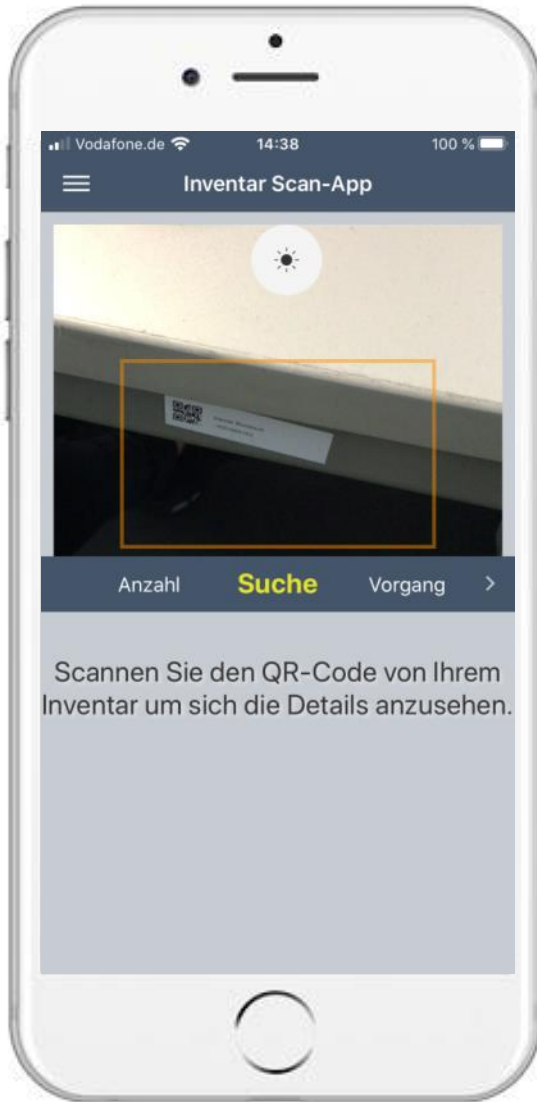 Vodafone.de 14:38 100 %
Inventar Scan-App
Anzahl Suche Vorgang
Scannen Sie den QR-Code von Ihrem
Inventar um sich die Details anzusehen.